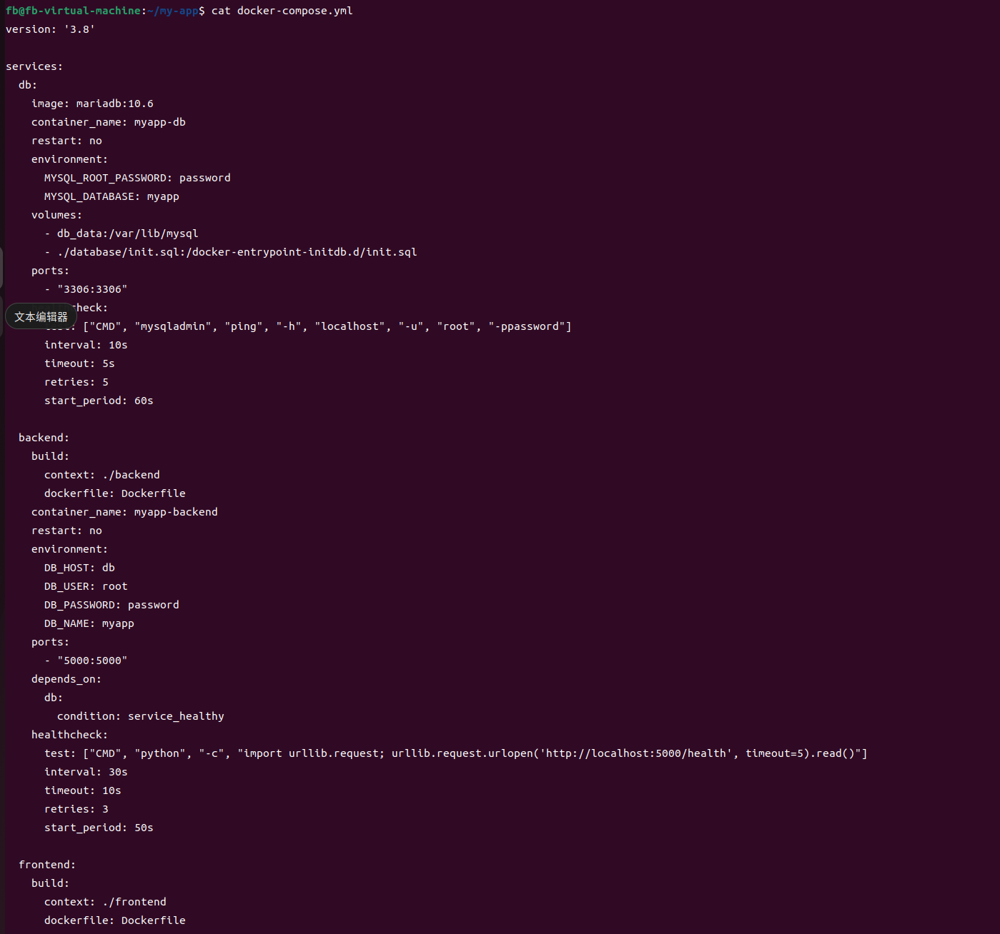 fb@fb-virtual-machine:~/my-app$ cat docker-compose.yml
version: '3.8'

services:
  db:
    image: mariadb:10.6
    container_name: myapp-db
    restart: no
    environment:
      MYSQL_ROOT_PASSWORD: password
      MYSQL_DATABASE: myapp
    volumes:
      - db_data:/var/lib/mysql
      - ./database/init.sql:/docker-entrypoint-initdb.d/init.sql
    ports:
      - "3306:3306"
check:
文本编辑器
      ["CMD", "mysqladmin", "ping", "-h", "localhost", "-u", "root", "-ppassword"]
      interval: 10s
      timeout: 5s
      retries: 5
      start_period: 60s

  backend:
    build:
      context: ./backend
      dockerfile: Dockerfile
    container_name: myapp-backend
    restart: no
    environment:
      DB_HOST: db
      DB_USER: root
      DB_PASSWORD: password
      DB_NAME: myapp
    ports:
      - "5000:5000"
    depends_on:
      db:
        condition: service_healthy
    healthcheck:
      test: ["CMD", "python", "-c", "import urllib.request; urllib.request.urlopen('http://localhost:5000/health', timeout=5).read()"]
      interval: 30s
      timeout: 10s
      retries: 3
      start_period: 50s

  frontend:
    build:
      context: ./frontend
      dockerfile: Dockerfile